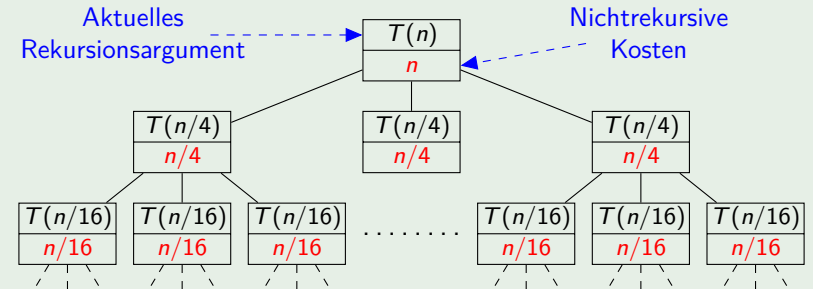 Aktuelles
Rekursionsargument
Nichtrekursive
Kosten
T(n)
n
T(n/4)
n/4
T(n/4)
n/4
T(n/4)
n/4
T(n/16)
n/16
T(n/16)
n/16
T(n/16)
n/16
........
T(n/16)
n/16
T(n/16)
n/16
T(n/16)
n/16